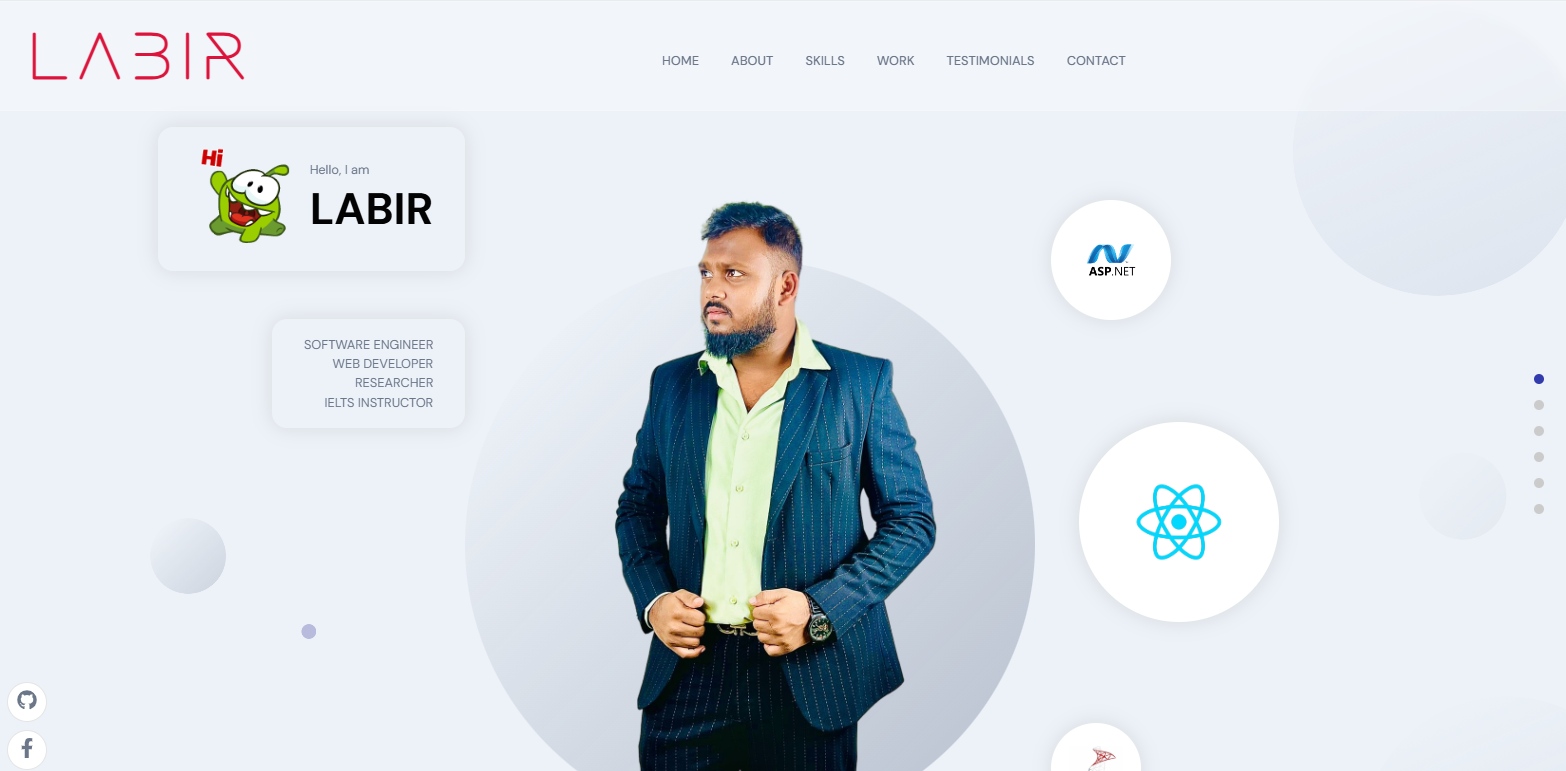 LABIR
HOME
ABOUT
SKILLS
WORK
TESTIMONIALS
CONTACT
Hi
Hello, I am
LABIR
SOFTWARE ENGINEER
WEB DEVELOPER
RESEARCHER
IELTS INSTRUCTOR
ASP.NET